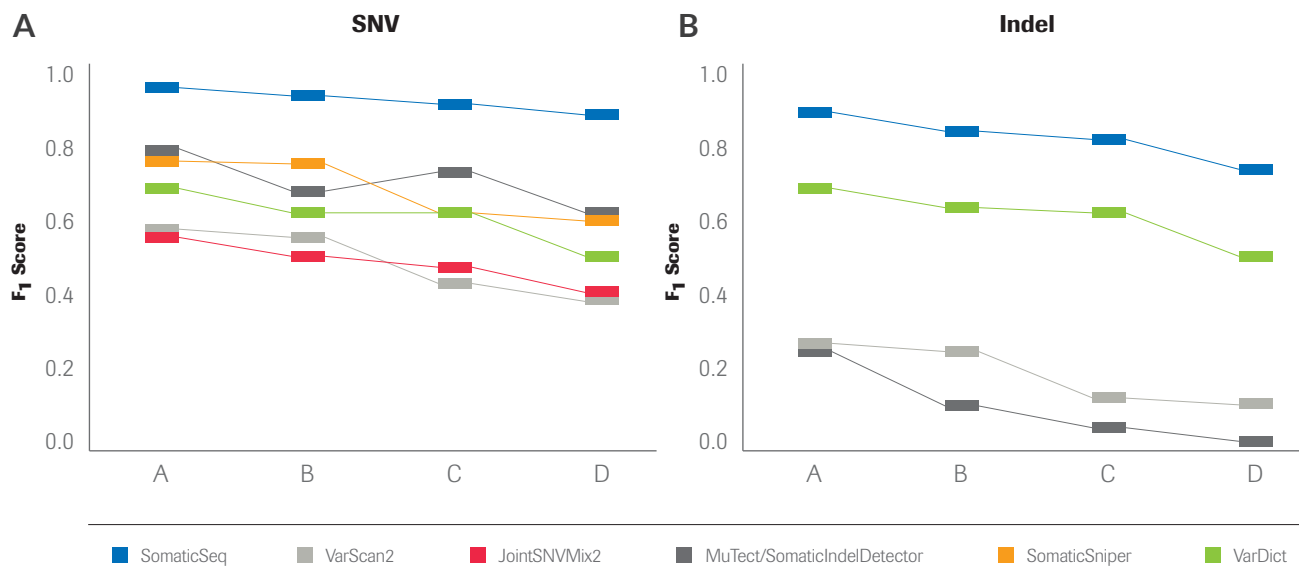 A
SNV
1.0
0.8
0.6
0.4
0.2
0.0
F1 Score
A B C D
B
Indel
1.0
0.8
0.6
0.4
0.2
0.0
F1 Score
A B C D
SomaticSeq VarScan2 JointSNVMix2 MuTect/SomaticIndelDetector SomaticSniper VarDict